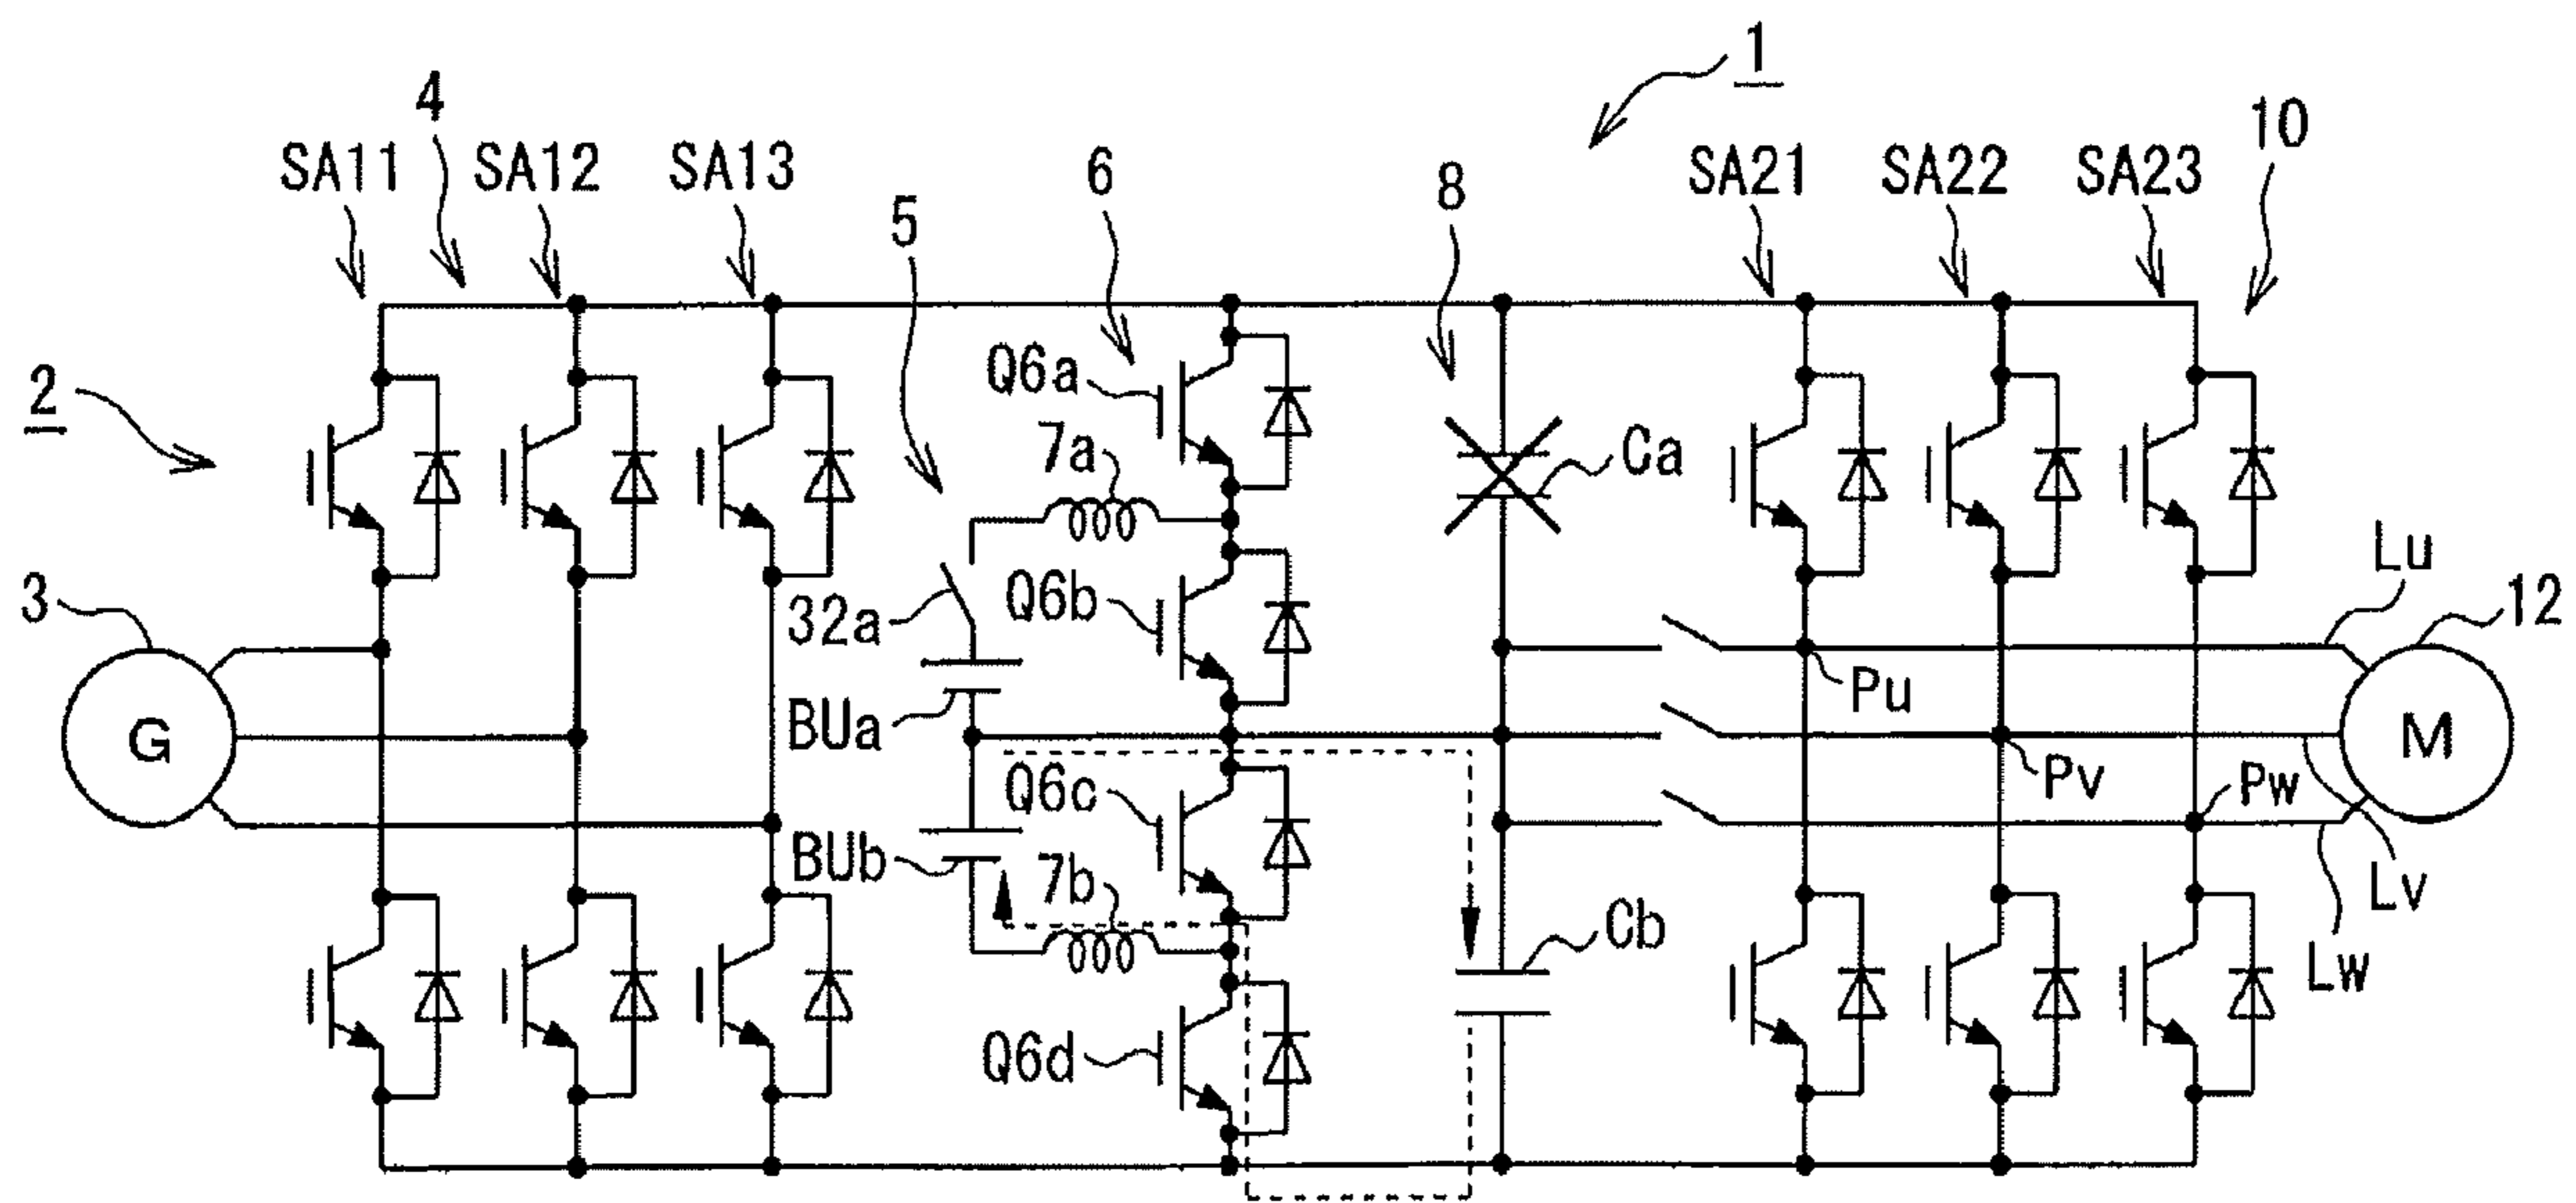 1
4
SA11
SA12
SA13
6
8
SA21
SA22
SA23
10
5
2
Q6a
7a
Ca
3
32a
Q6b
Lu
12
G
BUa
Pu
M
Q6c
Pv
Pw
BUb
7b
Lv
Cb
Lw
Q6d